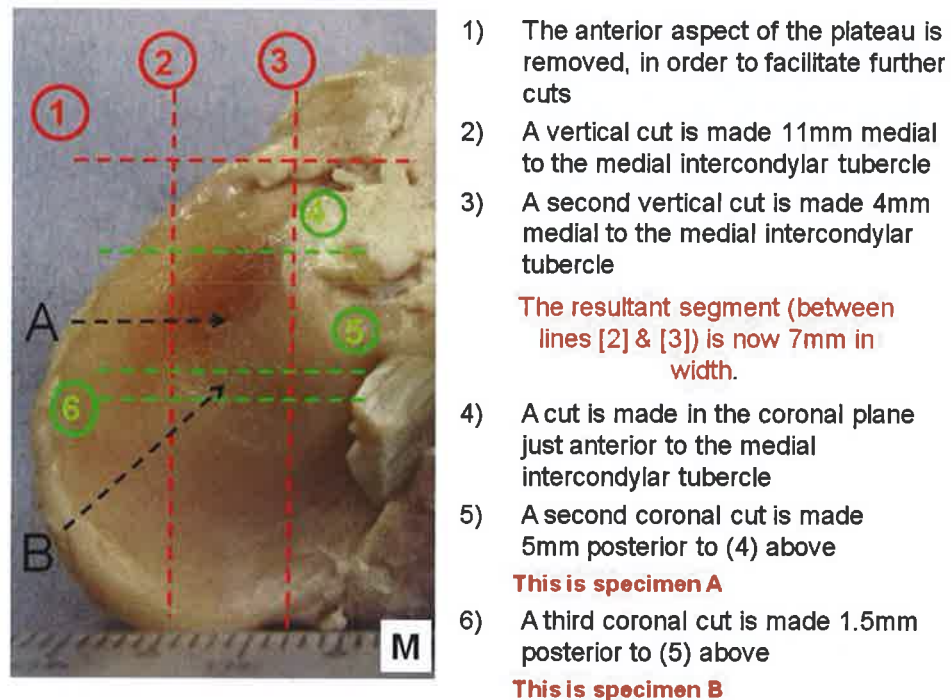 1
2
3
4
5
6
A
B
M
1) The anterior aspect of the plateau is
removed, in order to facilitate further
cuts
2) A vertical cut is made 11mm medial
to the medial intercondylar tubercle
3) A second vertical cut is made 4mm
medial to the medial intercondylar
tubercle
The resultant segment (between
lines [2] & [3]) is now 7mm in
width.
4) A cut is made in the coronal plane
just anterior to the medial
intercondylar tubercle
5) A second coronal cut is made
5mm posterior to (4) above
This is specimen A
6) A third coronal cut is made 1.5mm
posterior to (5) above
This is specimen B